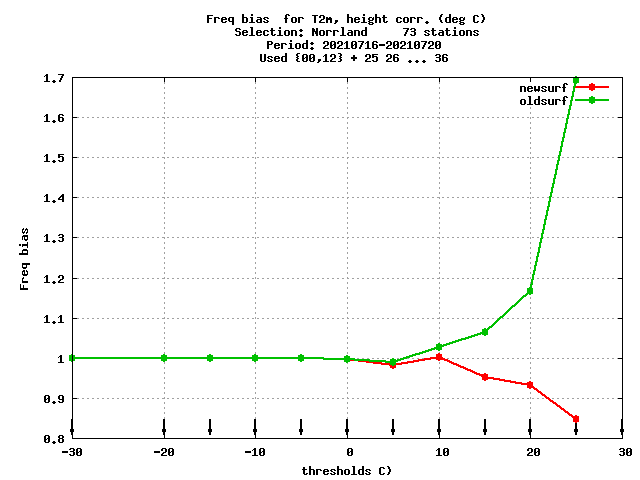 Freq bias  for T2m, height corr. (deg C)
Selection: Norrland     73 stations
Period: 20210716-20210720
Used {00,12} + 25 26 ... 36
1.7
1.6
1.5
1.4
1.3
1.2
1.1
1
0.9
0.8
Freq bias
newsurf
oldsurf
-30 -20 -10 0 10 20 30
thresholds C)